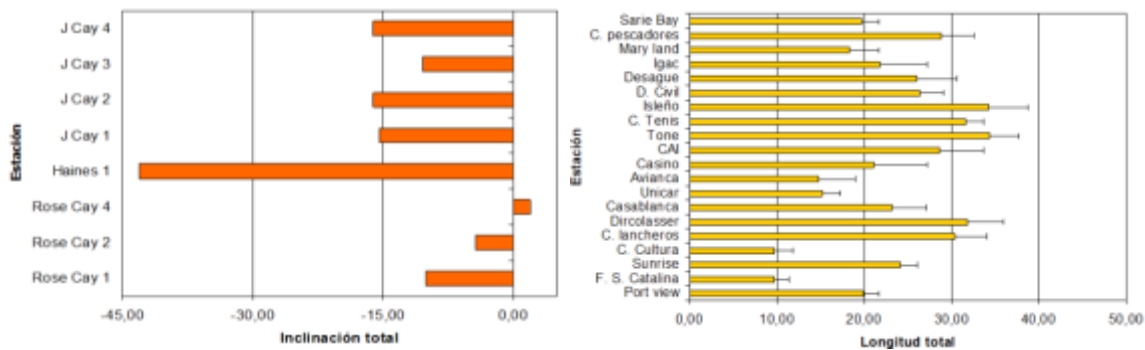 J Cay 4
J Cay 3
J Cay 2
J Cay 1
Haines 1
Rose Cay 4
Rose Cay 2
Rose Cay 1
Estación
-45,00 -30,00 -15,00 0,00
Inclinación total
Sarie Bay
C. pescadores
Mary land
Igac
Desague
D. Civil
Isleño
C. Tenis
Tone
CAI
Casino
Avianca
Unicar
Casablanca
Dircolasser
C. lancheros
C. Cultura
Sunrise
F. S. Catalina
Port view
Estación
0,00 10,00 20,00 30,00 40,00 50,00
Longitud total